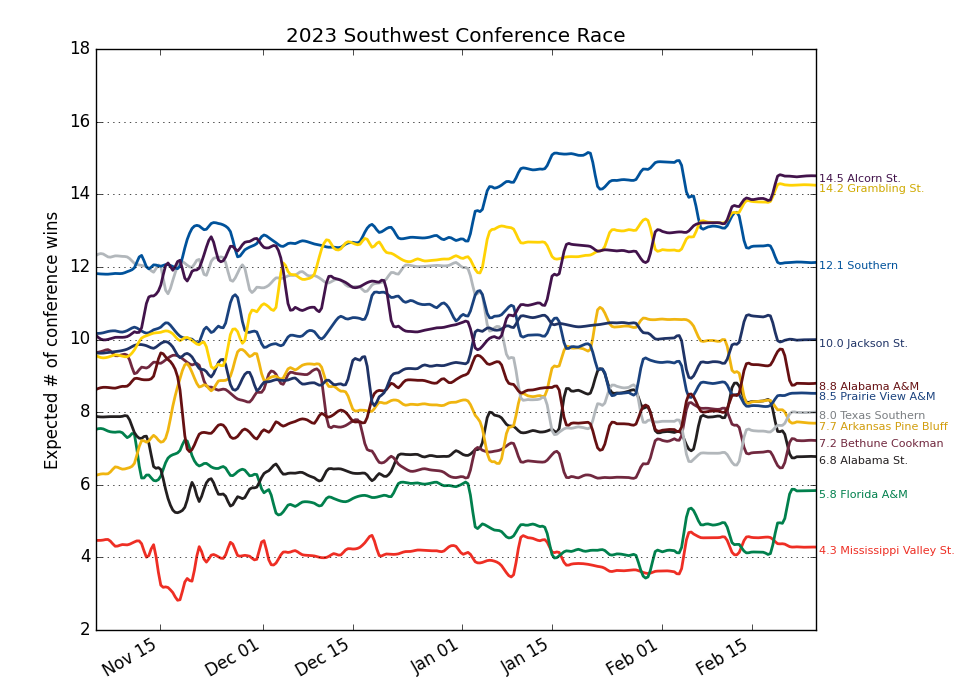 2023 Southwest Conference Race
Expected # of conference wins
18
16
14
12
10
8
6
4
2
Nov 15
Dec 01
Dec 15
Jan 01
Jan 15
Feb 01
Feb 15
14.5 Alcorn St.
14.2 Grambling St.
12.1 Southern
10.0 Jackson St.
8.8 Alabama A&M
8.5 Prairie View A&M
8.0 Texas Southern
7.7 Arkansas Pine Bluff
7.2 Bethune Cookman
6.8 Alabama St.
5.8 Florida A&M
4.3 Mississippi Valley St.